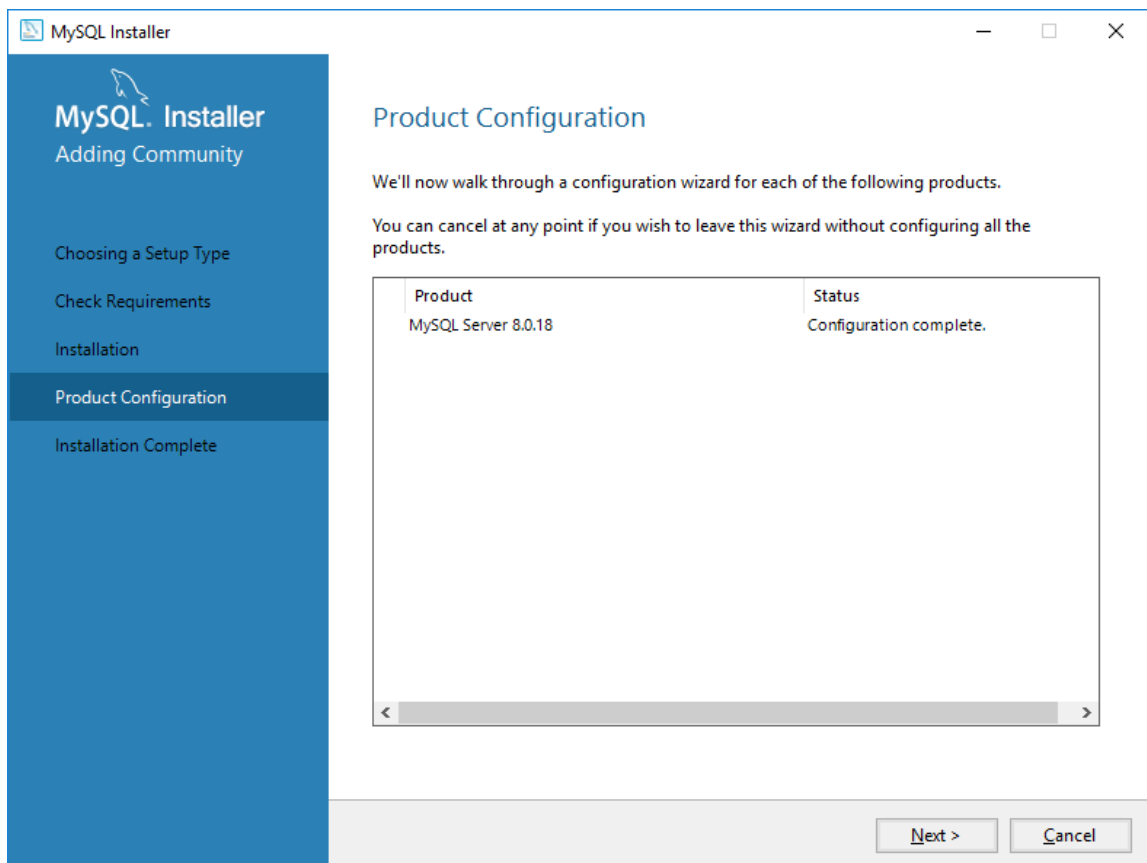 MySQL Installer
MySQL. Installer
Adding Community
Choosing a Setup Type
Check Requirements
Installation
Product Configuration
Installation Complete
Product Configuration
We'll now walk through a configuration wizard for each of the following products.
You can cancel at any point if you wish to leave this wizard without configuring all the
products.
Product Status
MySQL Server 8.0.18 Configuration complete.
Next > Cancel